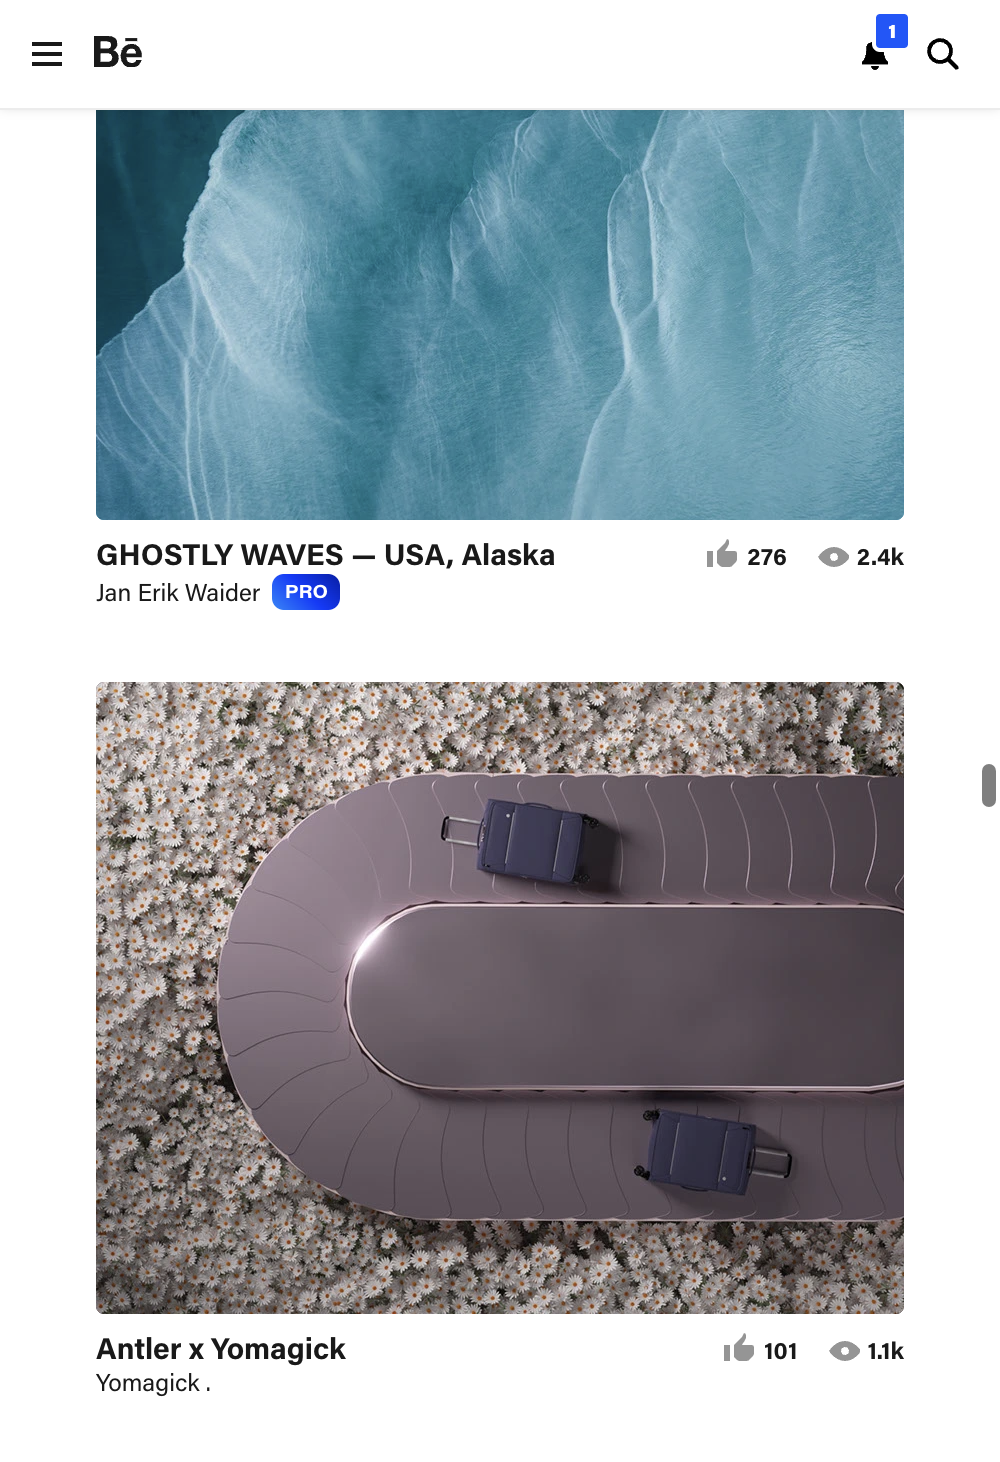 Bē
1
GHOSTLY WAVES — USA, Alaska
276
2.4k
Jan Erik Waider
PRO
Antler x Yomagick
101
1.1k
Yomagick .